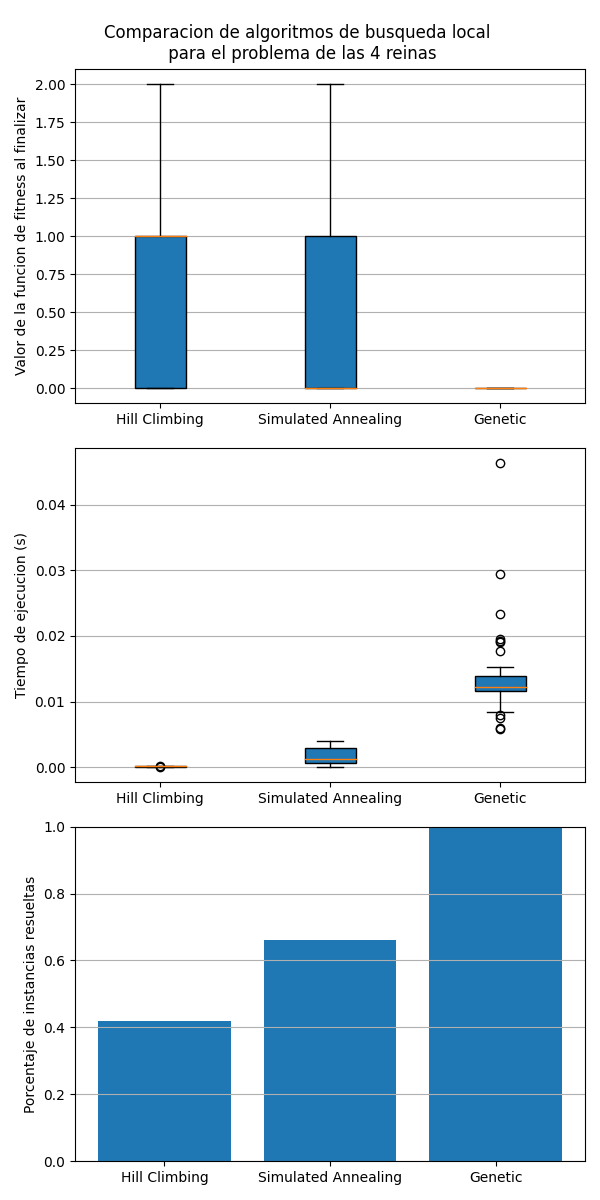 Comparacion de algoritmos de busqueda local
para el problema de las 4 reinas
Valor de la funcion de fitness al finalizar
2.00
1.75
1.50
1.25
1.00
0.75
0.50
0.25
0.00
Hill Climbing
Simulated Annealing
Genetic
Tiempo de ejecucion (s)
0.04
0.03
0.02
0.01
0.00
Hill Climbing
Simulated Annealing
Genetic
Porcentaje de instancias resueltas
1.0
0.8
0.6
0.4
0.2
0.0
Hill Climbing
Simulated Annealing
Genetic